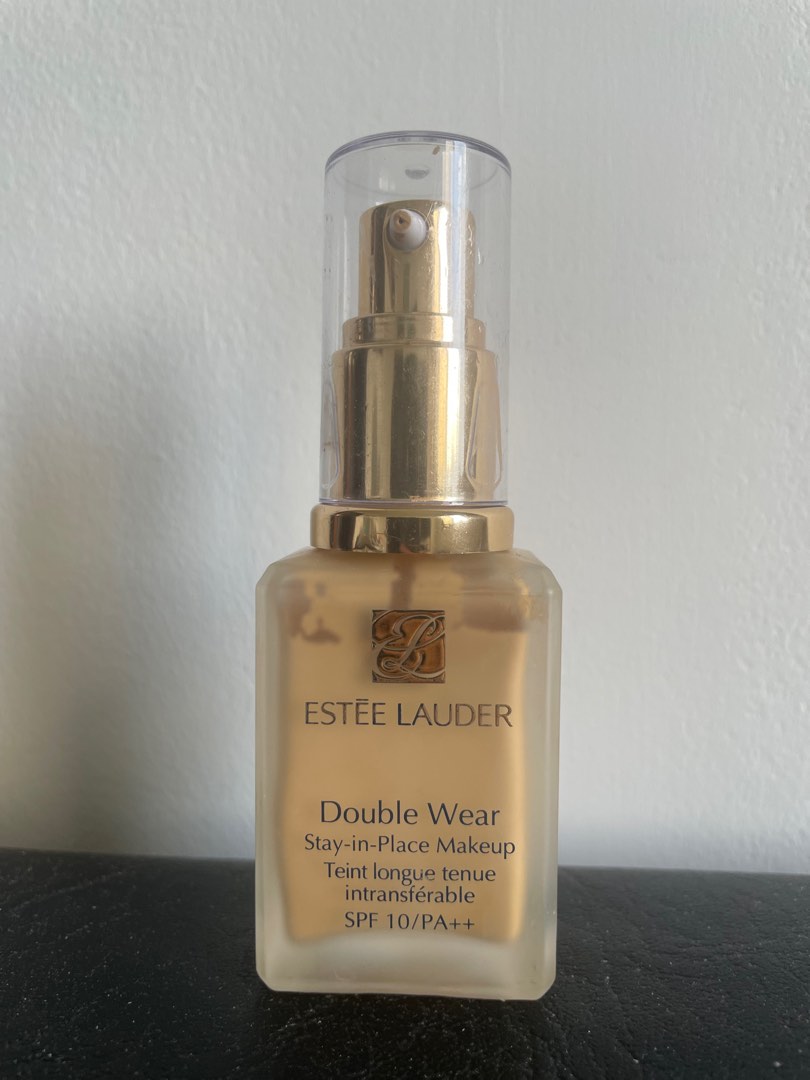 ESTĒE LAUDER
Double Wear
Stay-in-Place Makeup
Teint longue tenue
intransférable
SPF 10/PA++